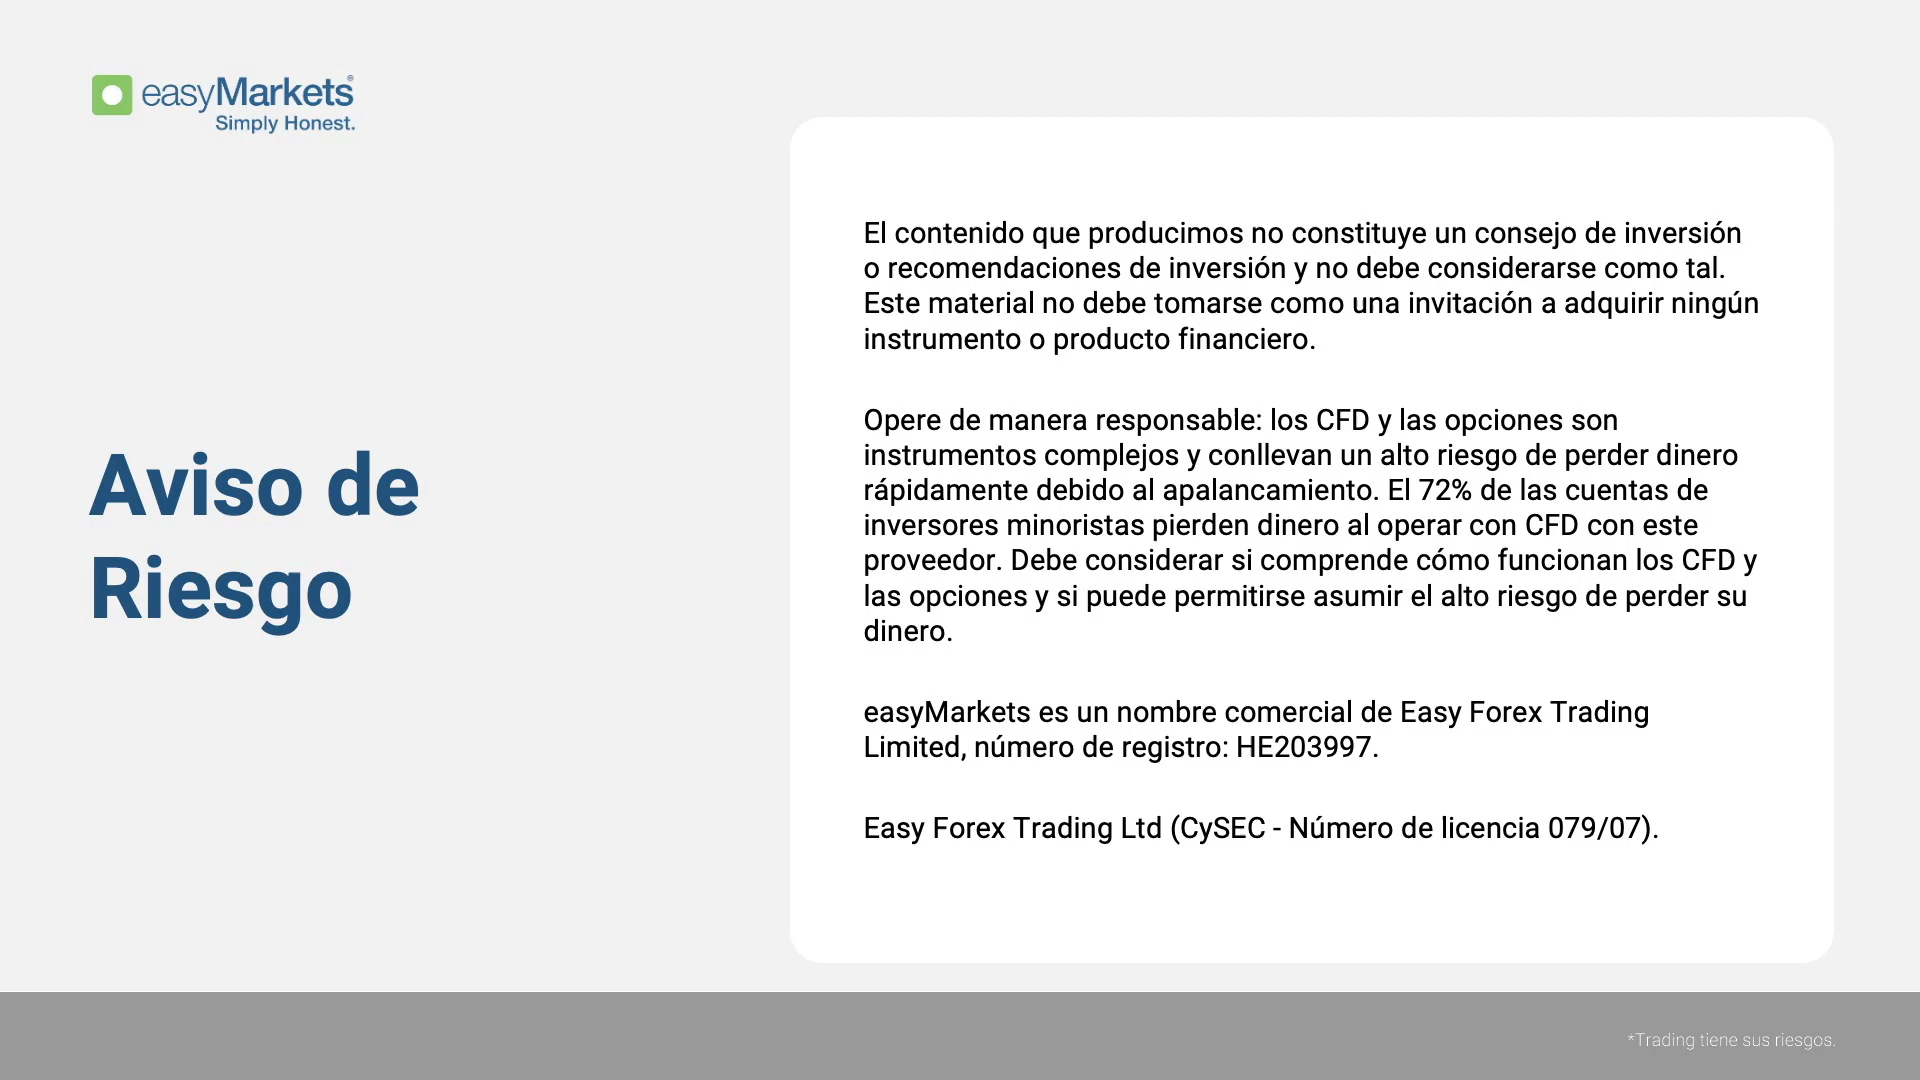 easyMarkets®
Simply Honest.
Aviso de
Riesgo
El contenido que producimos no constituye un consejo de inversión
o recomendaciones de inversión y no debe considerarse como tal.
Este material no debe tomarse como una invitación a adquirir ningún
instrumento o producto financiero.
Opere de manera responsable: los CFD y las opciones son
instrumentos complejos y conllevan un alto riesgo de perder dinero
rápidamente debido al apalancamiento. El 72% de las cuentas de
inversores minoristas pierden dinero al operar con CFD con este
proveedor. Debe considerar si comprende cómo funcionan los CFD y
las opciones y si puede permitirse asumir el alto riesgo de perder su
dinero.
easyMarkets es un nombre comercial de Easy Forex Trading
Limited, número de registro: HE203997.
Easy Forex Trading Ltd (CySEC - Número de licencia 079/07).
*Trading tiene sus riesgos.